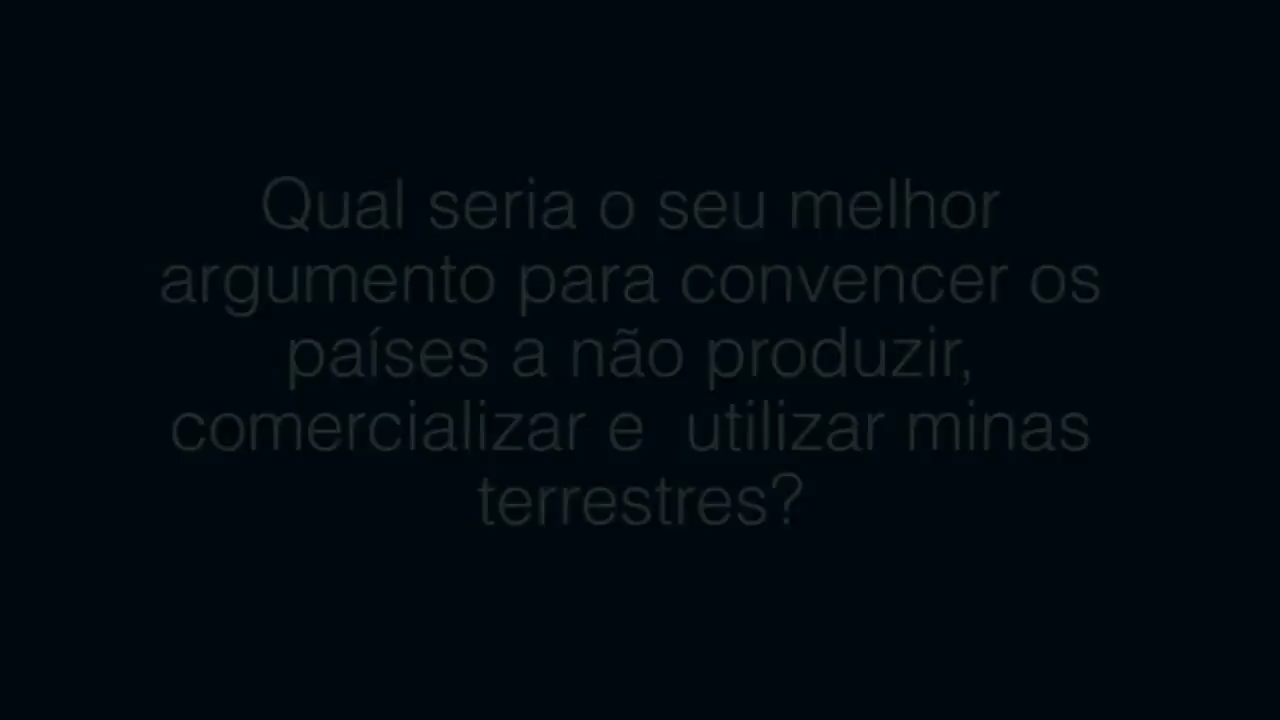 Qual seria o seu melhor
argumento para convencer os
países a não produzir,
comercializar e  utilizar minas
terrestres?